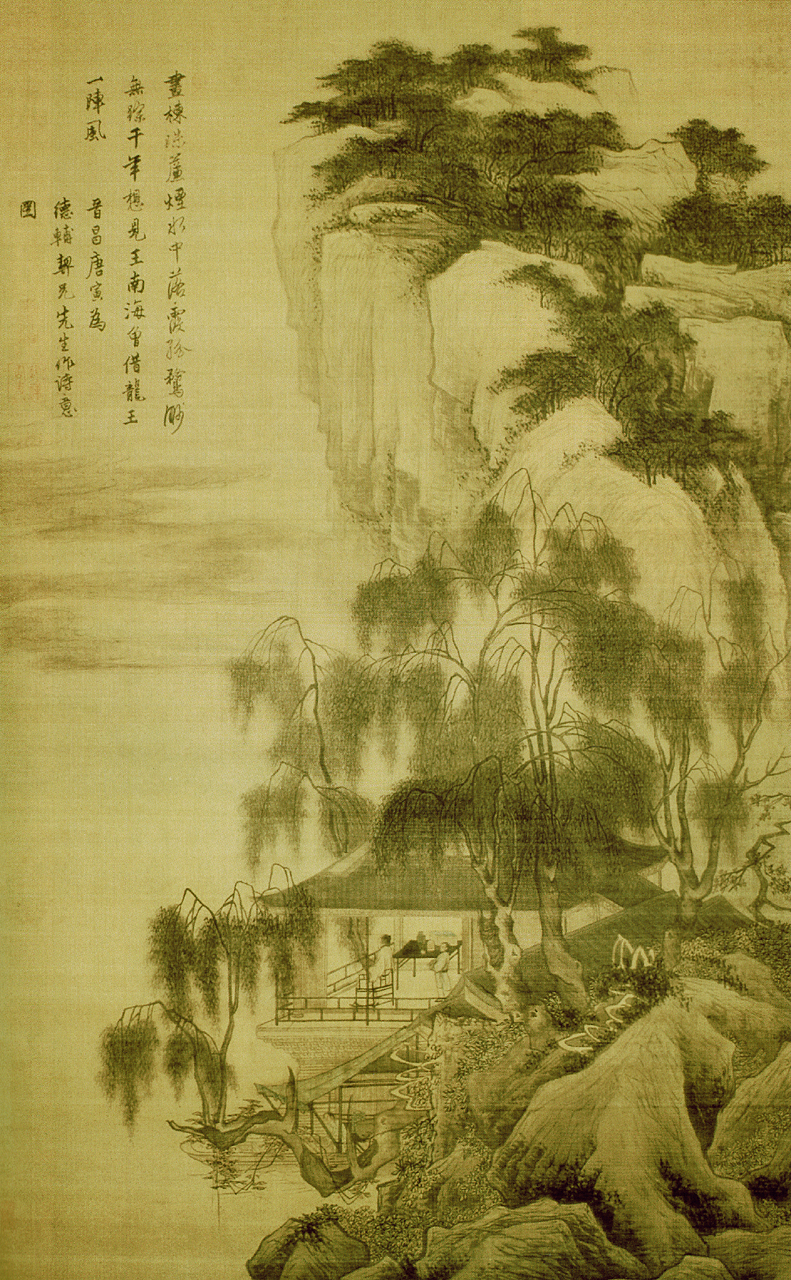 畫棟珠簾煙水中落霞孤鶩渺
無蹤千年想見王南海曾借龍王
一陣風 晉昌唐寅為
德輔契兄先生作詩意
圖